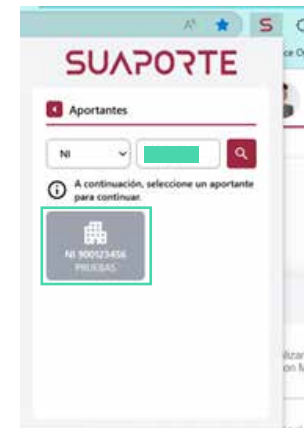 SUAPORTE
Aportantes
NI
A continuación, seleccione un aportante
para continuar.
NI 900123456
PRUEBAS